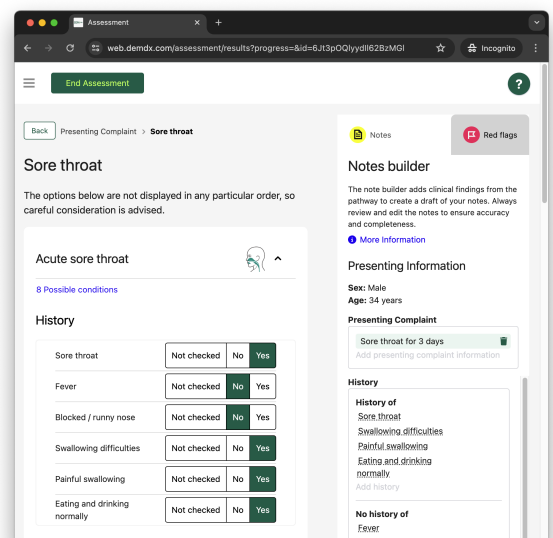 Assessment
web.demdx.com/assessment/results?progress=&id=6Jt3pOQlyydlI62BzMGl
Incognito
End Assessment
?
Back
Presenting Complaint > Sore throat
Sore throat
The options below are not displayed in any particular order, so
careful consideration is advised.
Acute sore throat
8 Possible conditions
History
Sore throat Not checked No Yes
Fever Not checked No Yes
Blocked / runny nose Not checked No Yes
Swallowing difficulties Not checked No Yes
Painful swallowing Not checked No Yes
Eating and drinking
normally Not checked No Yes
Notes
Red flags
Notes builder
The note builder adds clinical findings from the
pathway to create a draft of your notes. Always
review and edit the notes to ensure accuracy
and completeness.
More Information
Presenting Information
Sex: Male
Age: 34 years
Presenting Complaint
Sore throat for 3 days
Add presenting complaint information
History
History of
Sore throat
Swallowing difficulties
Painful swallowing
Eating and drinking
normally
Add history
No history of
Fever